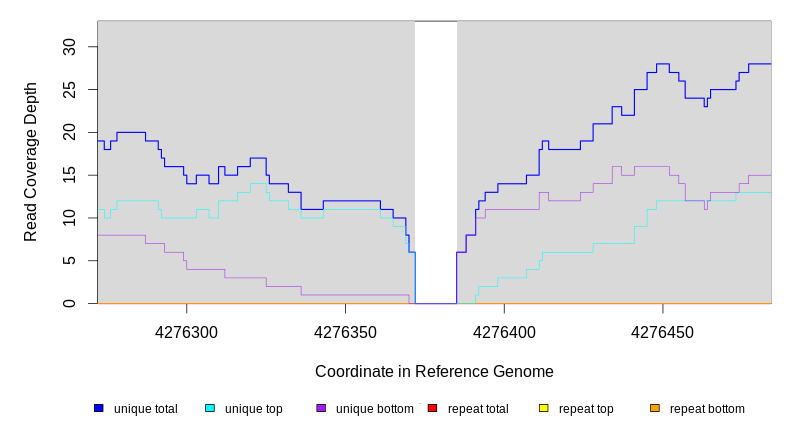 30
25
20
15
10
5
0
Read Coverage Depth
4276300 4276350 4276400 4276450
Coordinate in Reference Genome
unique total unique top unique bottom repeat total repeat top repeat bottom